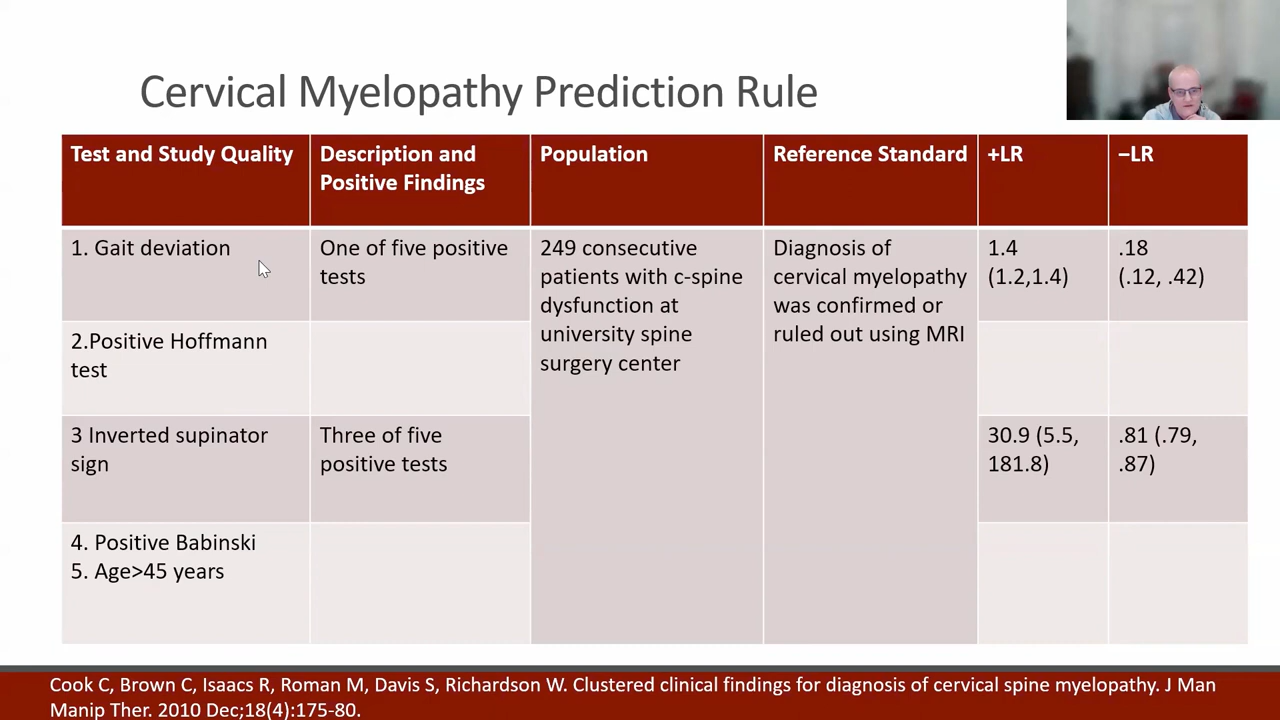 Cervical Myelopathy Prediction Rule
Test and Study Quality
Description and
Positive Findings
Population
Reference Standard
+LR
−LR
1. Gait deviation
One of five positive
tests
249 consecutive
patients with c-spine
dysfunction at
university spine
surgery center
Diagnosis of
cervical myelopathy
was confirmed or
ruled out using MRI
1.4
(1.2,1.4)
.18
(.12, .42)
2.Positive Hoffmann
test
3 Inverted supinator
sign
Three of five
positive tests
30.9 (5.5,
181.8)
.81 (.79,
.87)
4. Positive Babinski
5. Age>45 years
Cook C, Brown C, Isaacs R, Roman M, Davis S, Richardson W. Clustered clinical findings for diagnosis of cervical spine myelopathy. J Man
Manip Ther. 2010 Dec;18(4):175-80.